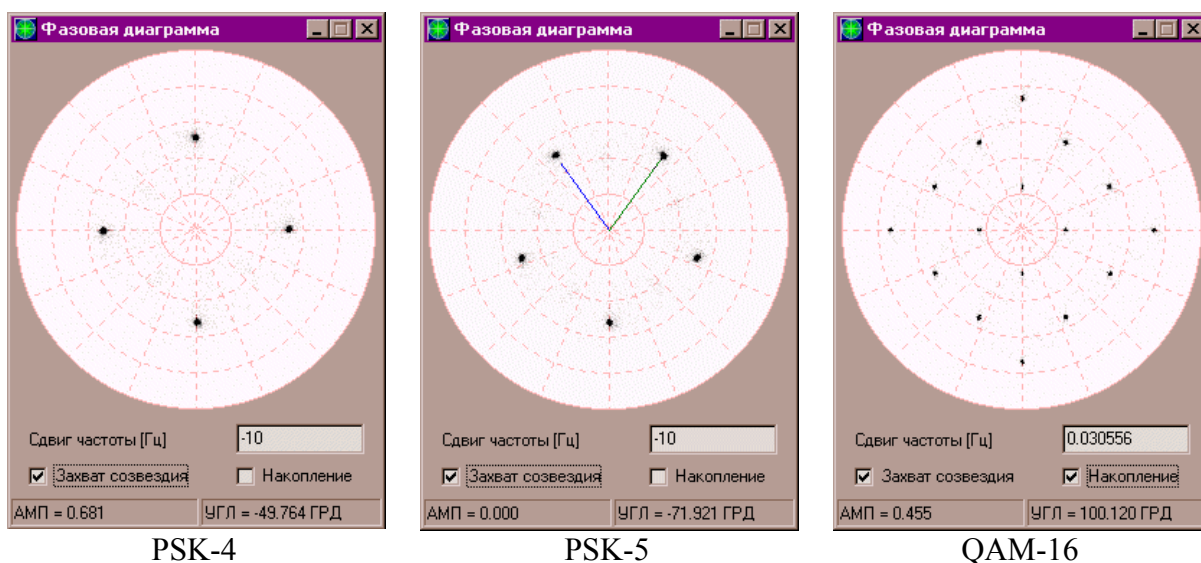 Фазовая диаграмма
Сдвиг частоты [Гц] -10
Захват созвездия Накопление
АМП = 0.681 УГЛ = -49.764 ГРД
PSK-4
Фазовая диаграмма
Сдвиг частоты [Гц] -10
Захват созвездия Накопление
АМП = 0.000 УГЛ = -71.921 ГРД
PSK-5
Фазовая диаграмма
Сдвиг частоты [Гц] 0.030556
Захват созвездия Накопление
АМП = 0.455 УГЛ = 100.120 ГРД
QAM-16